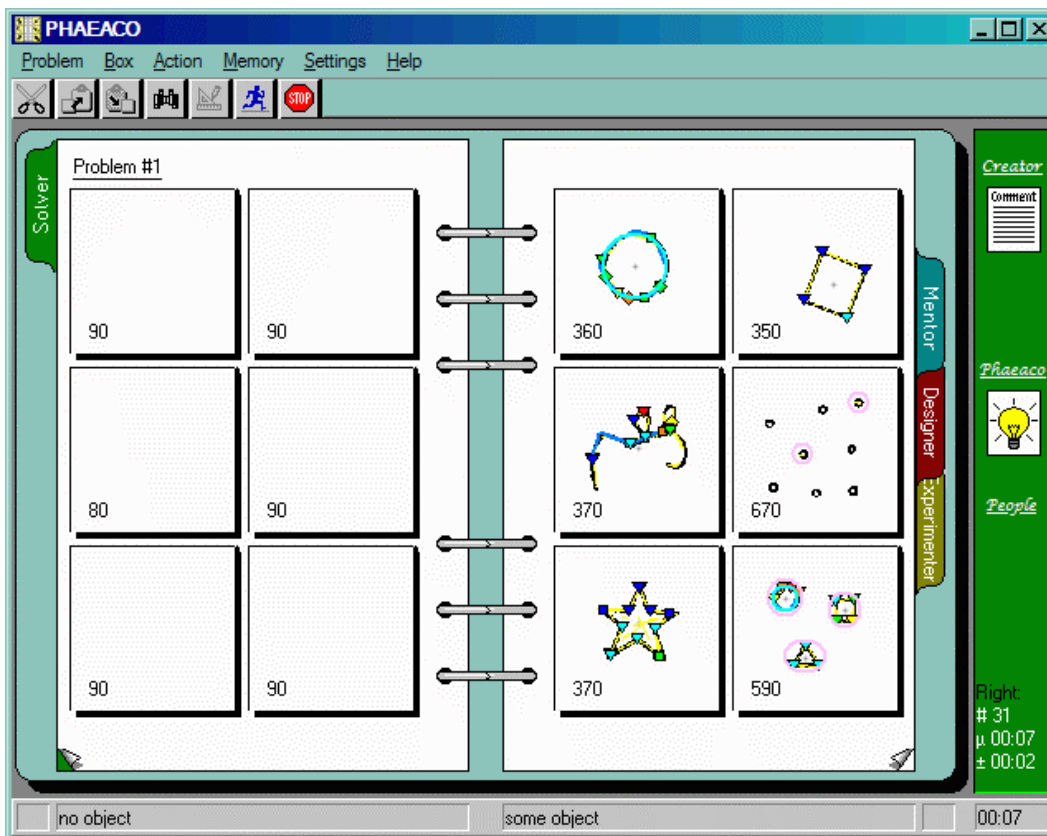 PHAEACO
Problem Box Action Memory Settings Help
STOP
Solver
Problem #1
90 90
80 90
90 90
360 350
370 670
370 590
Mentor
Designer
Experimenter
Creator
Comment
Phaeaco
People
Right:
# 31
µ 00:07
± 00:02
no object
some object
00:07